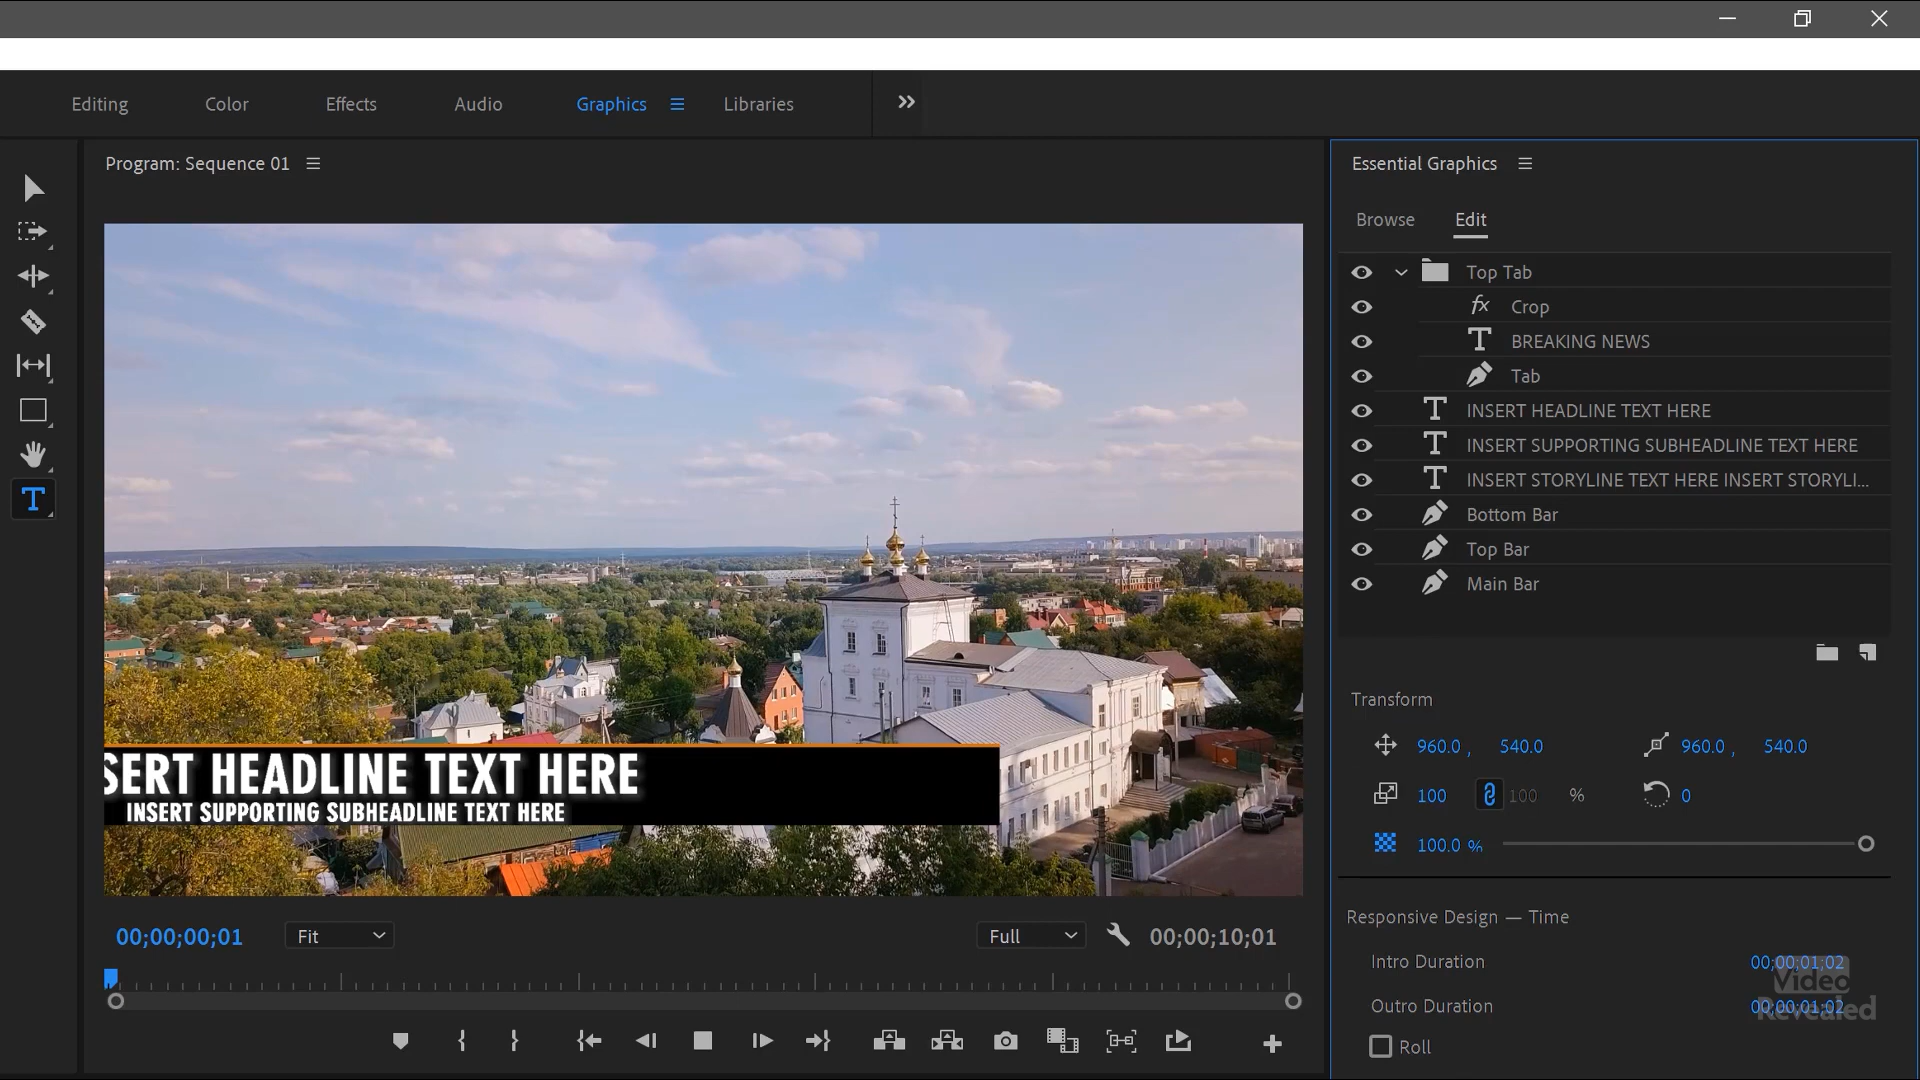 Editing Color Effects Audio Graphics Libraries
Program: Sequence 01
Essential Graphics
Browse Edit
Top Tab
fx Crop
BREAKING NEWS
Tab
INSERT HEADLINE TEXT HERE
INSERT SUPPORTING SUBHEADLINE TEXT HERE
INSERT STORYLINE TEXT HERE INSERT STORYLI...
Bottom Bar
Top Bar
Main Bar
Transform
960.0 , 540.0 960.0 , 540.0
100 100 % 0
100.0 %
SERT HEADLINE TEXT HERE
INSERT SUPPORTING SUBHEADLINE TEXT HERE
00;00;00;01 Fit Full 00;00;10;01
Responsive Design — Time
Intro Duration 00;00;01;02
Outro Duration 00;00;01;02
Roll
Video
Revealed